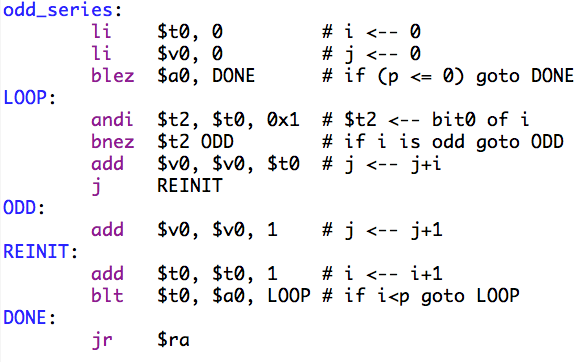 odd_series:
li $t0, 0 # i <-- 0
li $v0, 0 # j <-- 0
blez $a0, DONE # if (p <= 0) goto DONE
LOOP:
andi $t2, $t0, 0x1 # $t2 <-- bit0 of i
bnez $t2 ODD # if i is odd goto ODD
add $v0, $v0, $t0 # j <-- j+i
j REINIT
ODD:
add $v0, $v0, 1 # j <-- j+1
REINIT:
add $t0, $t0, 1 # i <-- i+1
blt $t0, $a0, LOOP # if i<p goto LOOP
DONE:
jr $ra